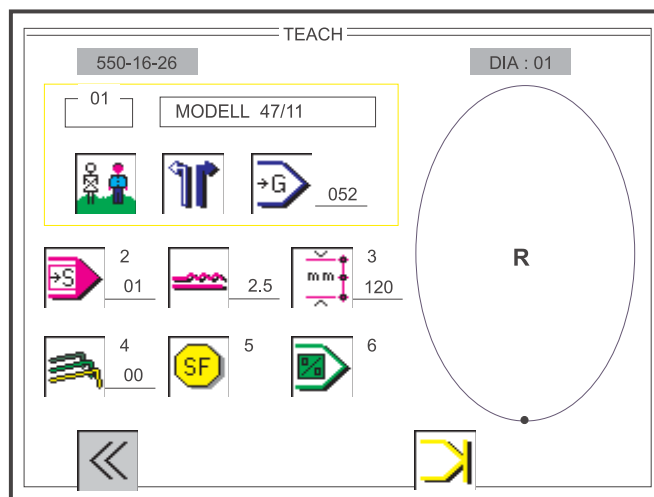 TEACH
550-16-26
DIA : 01
01
MODELL 47/11
→G
052
R
2
→S
01
2.5
3
mm
120
4
00
5
SF
6